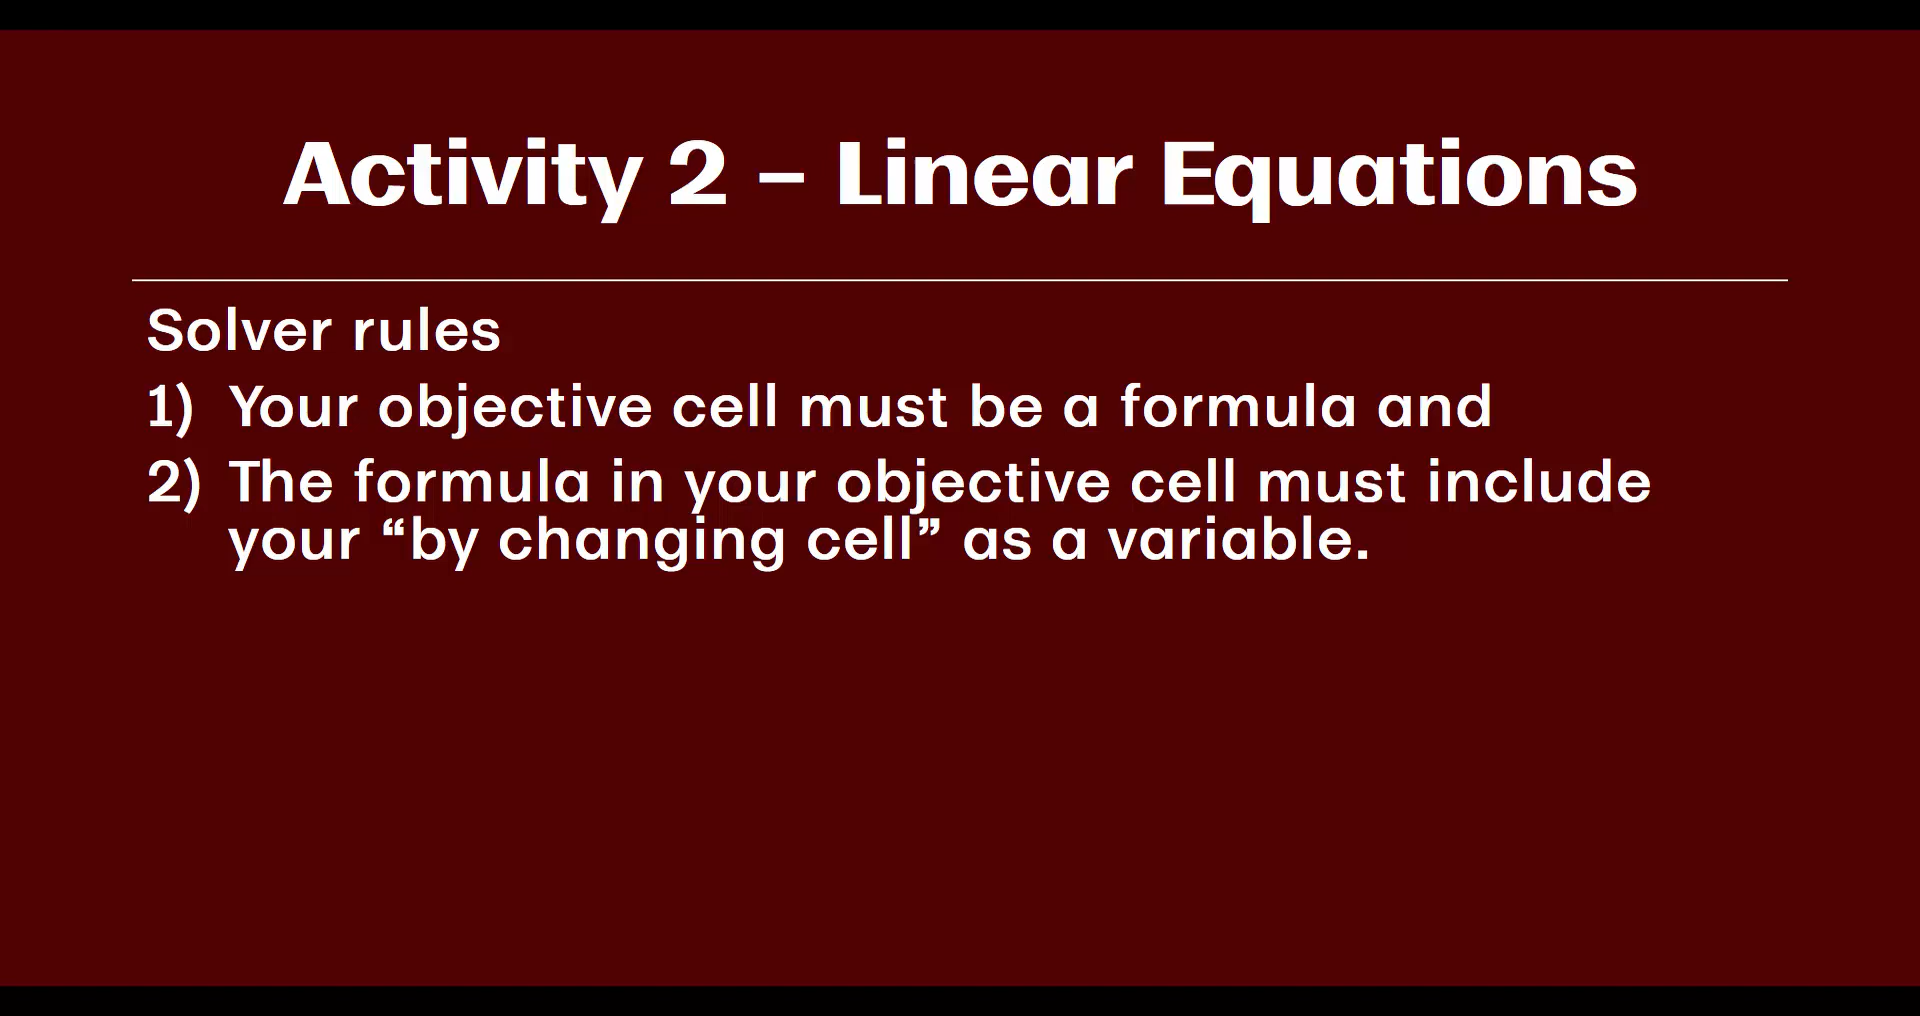 Activity 2 – Linear Equations
Solver rules
1) Your objective cell must be a formula and
2) The formula in your objective cell must include
your “by changing cell” as a variable.